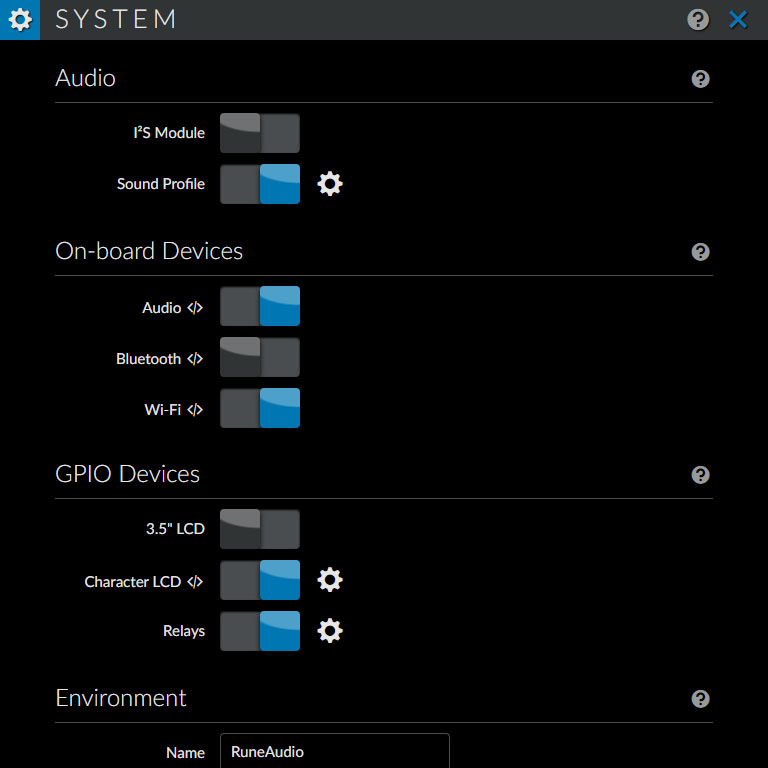 SYSTEM
Audio
I²S Module
Sound Profile
On-board Devices
Audio </>
Bluetooth </>
Wi-Fi </>
GPIO Devices
3.5" LCD
Character LCD </>
Relays
Environment
Name RuneAudio